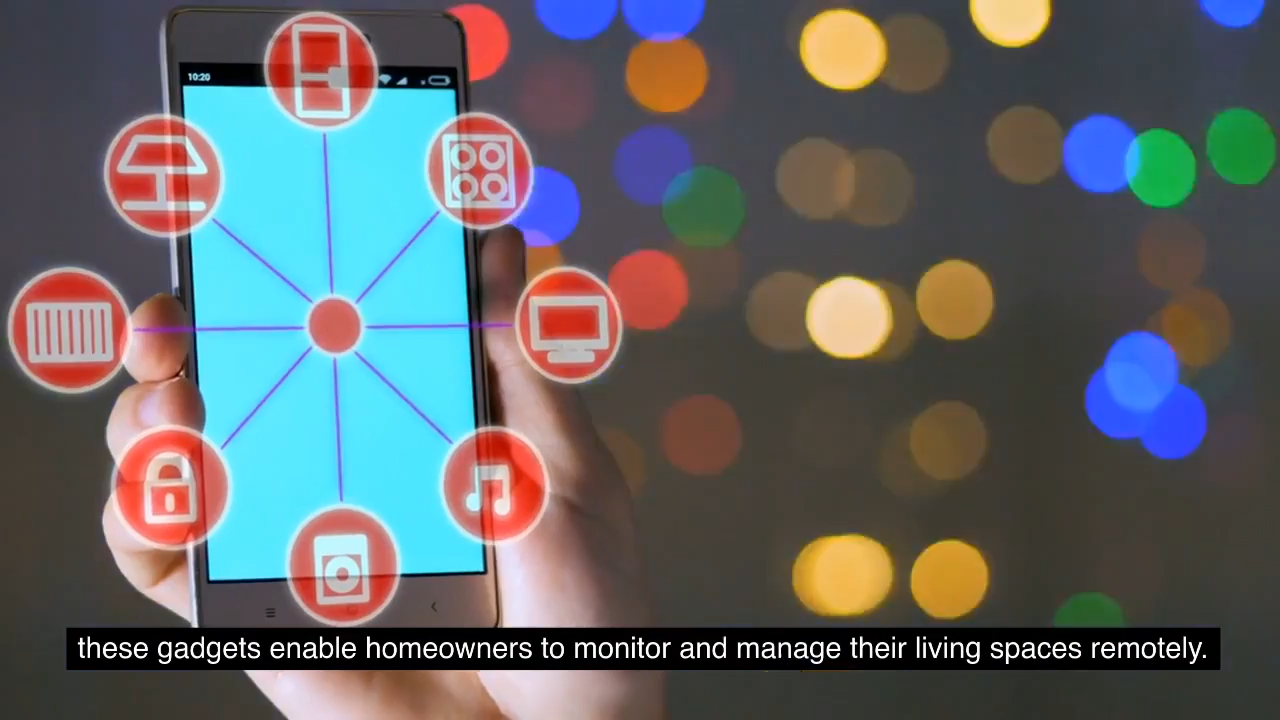 10:20
these gadgets enable homeowners to monitor and manage their living spaces remotely.